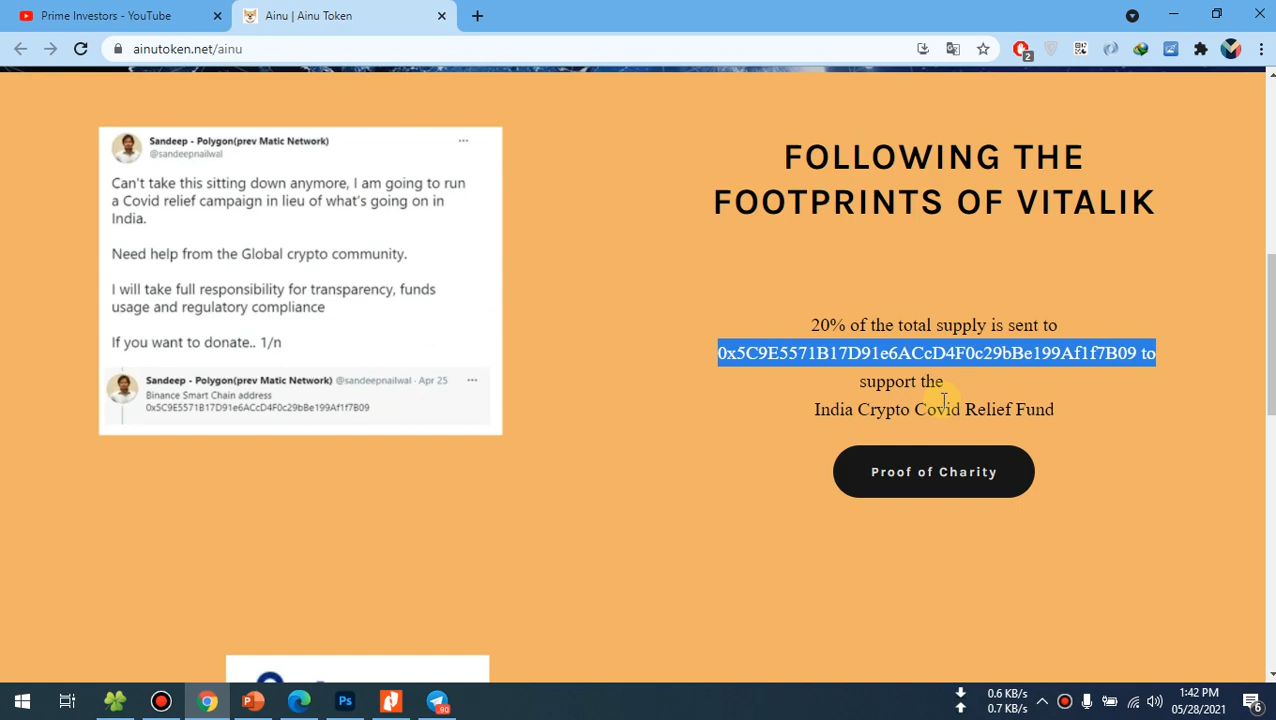 Prime Investors - YouTube
Ainu | Ainu Token
ainutoken.net/ainu
2
Sandeep - Polygon(prev Matic Network)
@sandeepnailwal
Can't take this sitting down anymore, I am going to run
a Covid relief campaign in lieu of what's going on in
India.
Need help from the Global crypto community.
I will take full responsibility for transparency, funds
usage and regulatory compliance
If you want to donate.. 1/n
Sandeep - Polygon(prev Matic Network) @sandeepnailwal · Apr 25
Binance Smart Chain address
0x5C9E5571B17D91e6ACcD4F0c29bBe199Af1f7B09
FOLLOWING THE
FOOTPRINTS OF VITALIK
20% of the total supply is sent to
0x5C9E5571B17D91e6ACcD4F0c29bBe199Af1f7B09 to
support the
India Crypto Covid Relief Fund
Proof of Charity
Ps
90
0.6 KB/s
0.7 KB/s
1:42 PM
05/28/2021
6